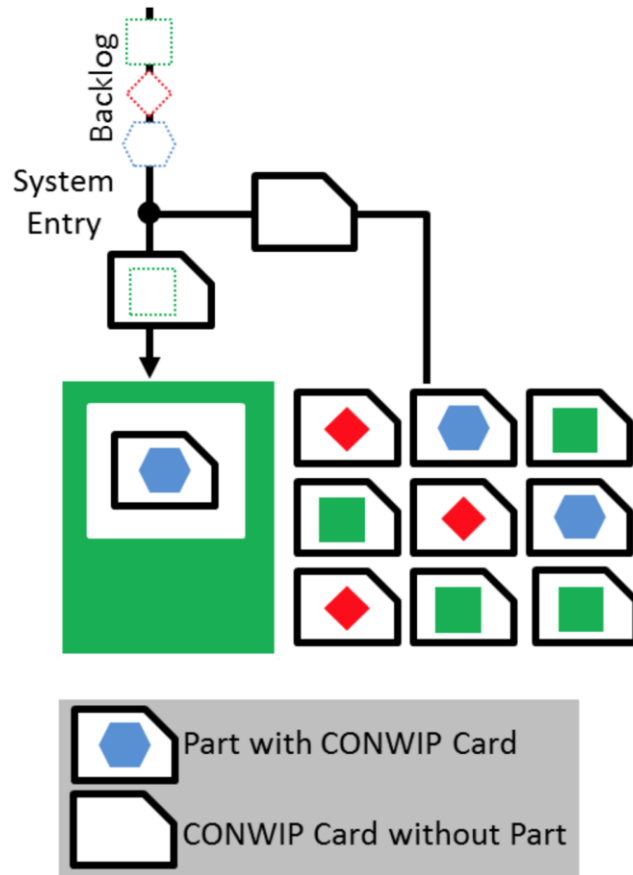 Backlog
System
Entry
Part with CONWIP Card
CONWIP Card without Part